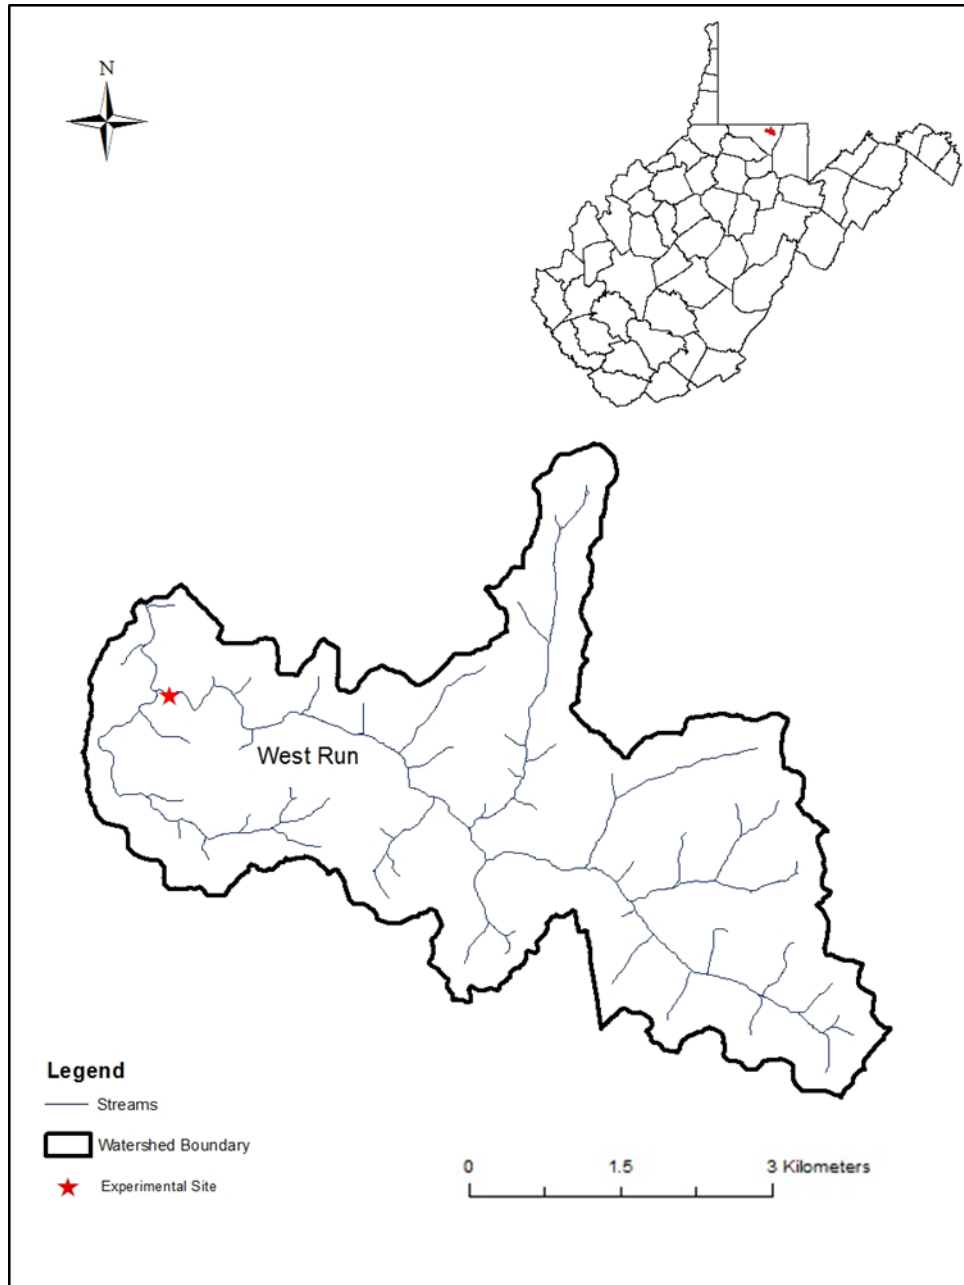 N
West Run
Legend
Streams
Watershed Boundary
Experimental Site
0 1.5 3 Kilometers